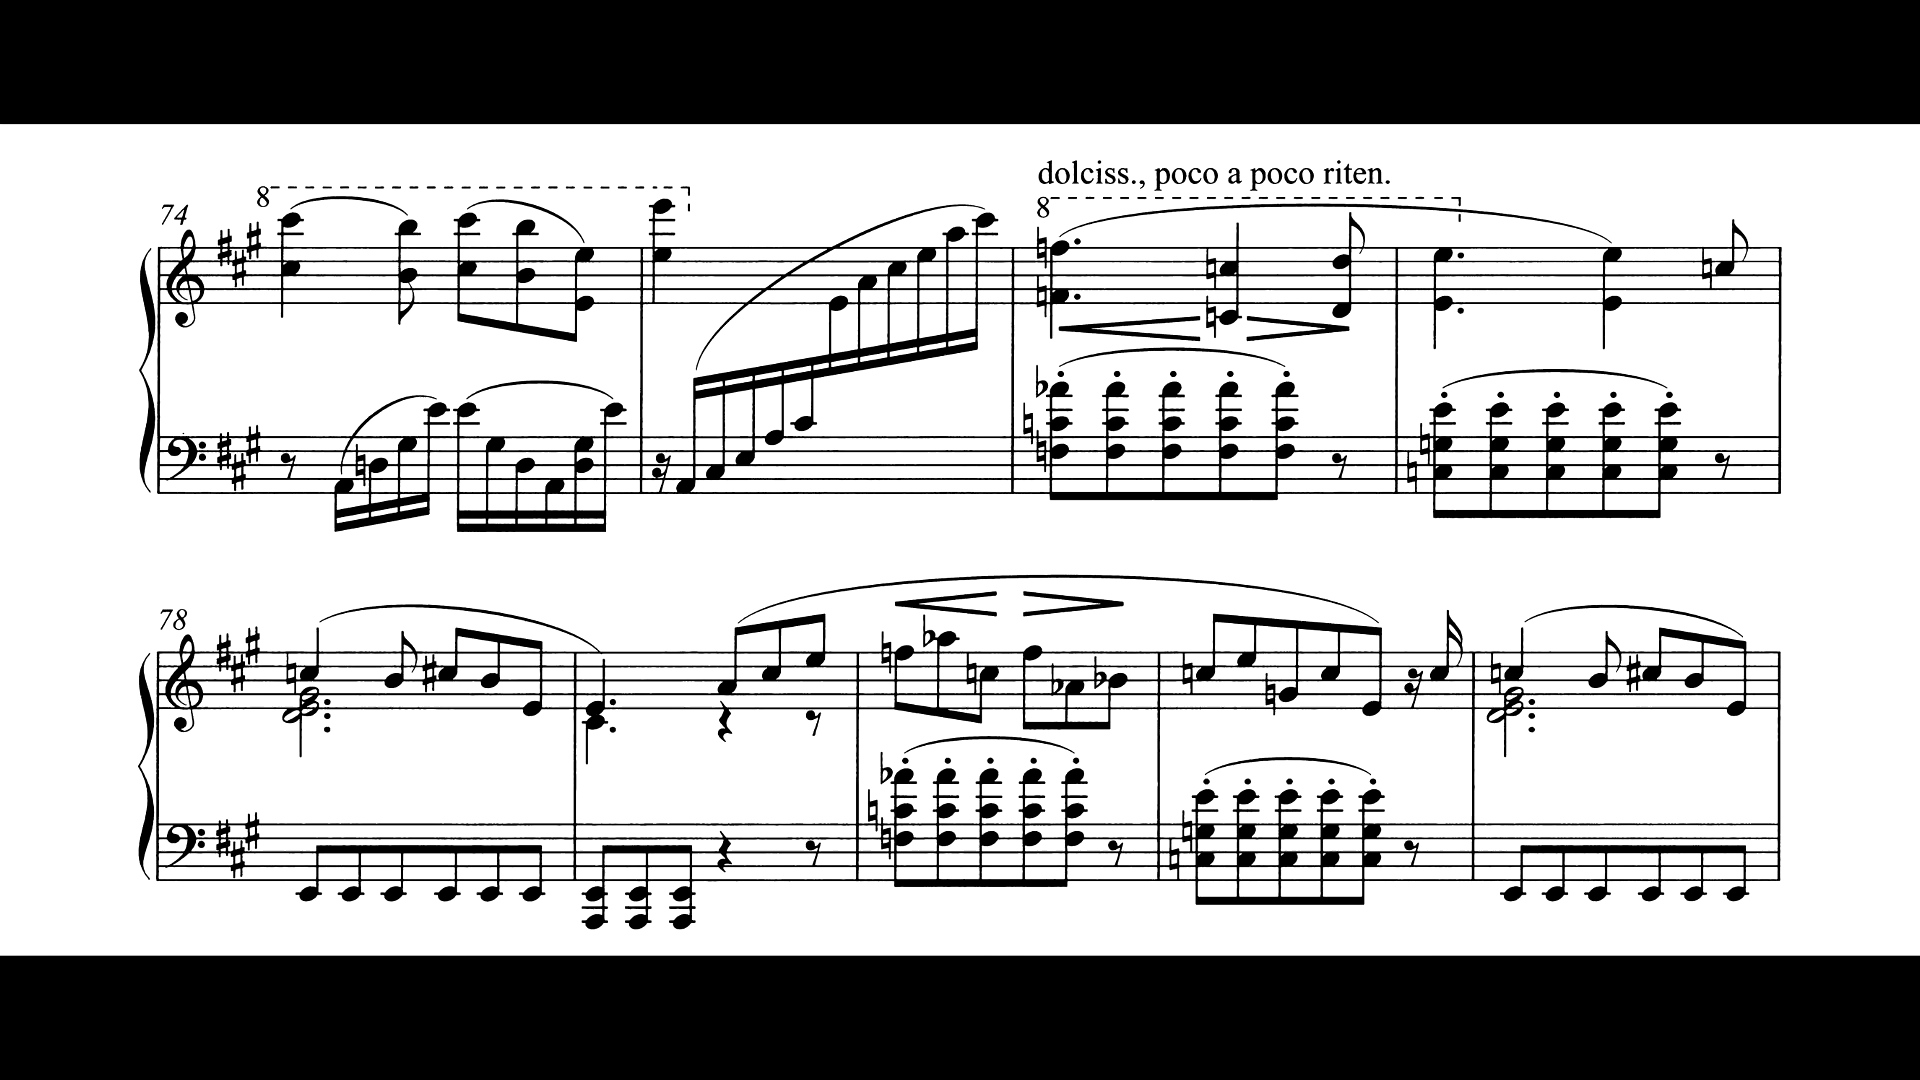 dolciss., poco a poco riten.
8
8
74
78